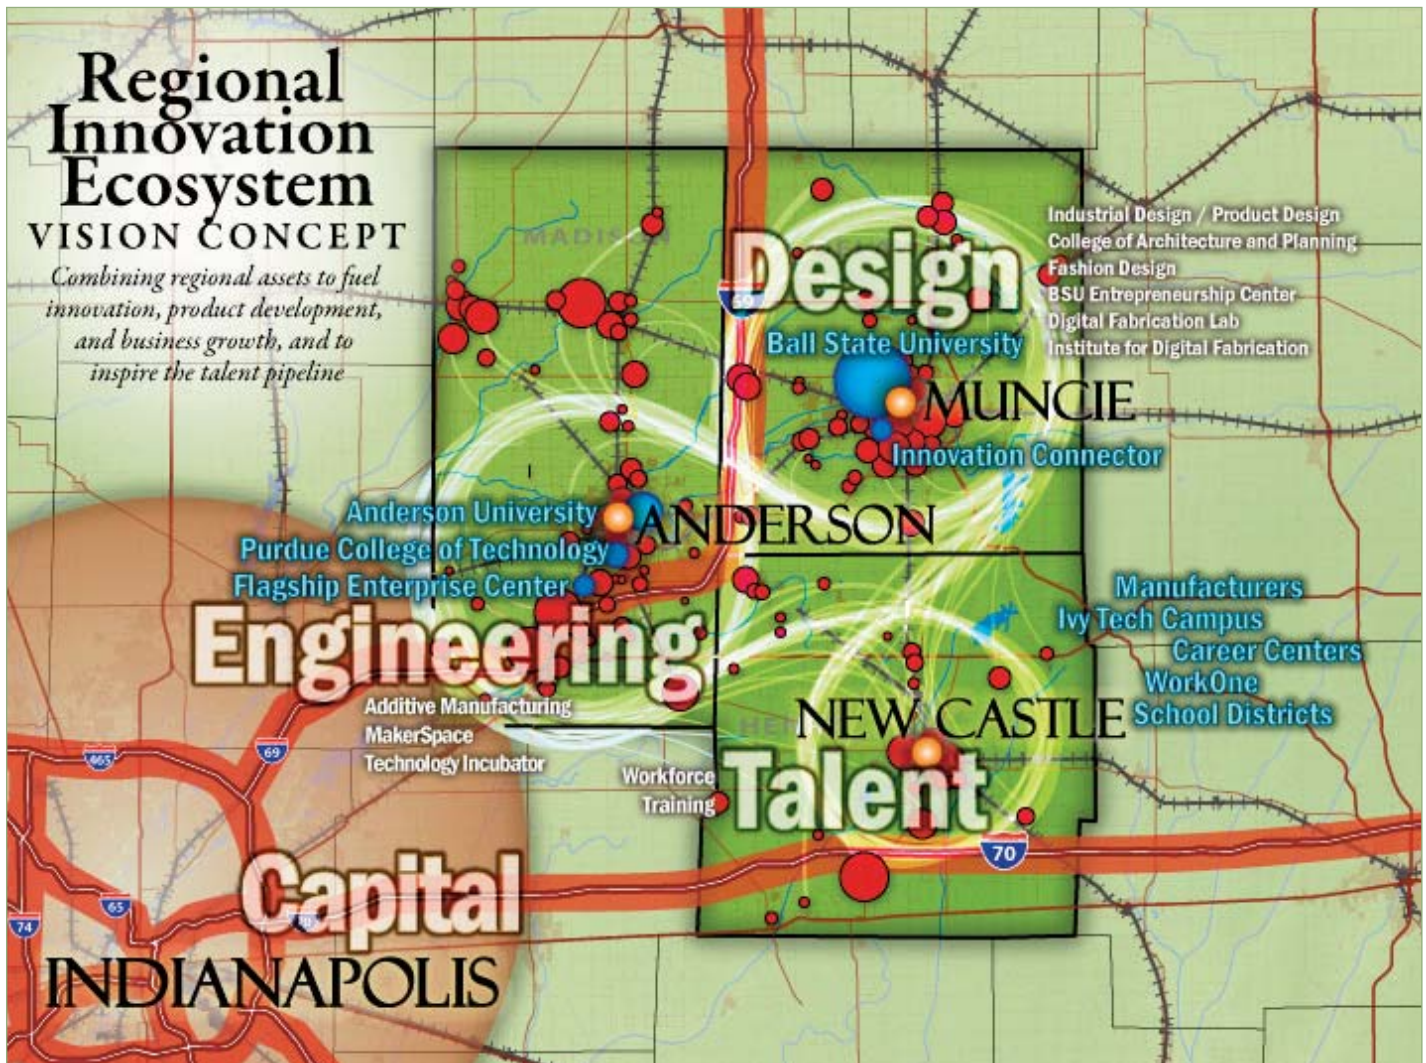 Regional
Innovation
Ecosystem
VISION CONCEPT
Combining regional assets to fuel
innovation, product development,
and business growth, and to
inspire the talent pipeline
MADISON
Design
69
Industrial Design / Product Design
College of Architecture and Planning
Fashion Design
BSU Entrepreneurship Center
Digital Fabrication Lab
Institute for Digital Fabrication
Ball State University
MUNCIE
Innovation Connector
Anderson University
ANDERSON
Purdue College of Technology
Flagship Enterprise Center
Engineering
Additive Manufacturing
MakerSpace
Technology Incubator
Manufacturers
Ivy Tech Campus
Career Centers
WorkOne
School Districts
NEW CASTLE
Workforce
Training
Talent
465
69
70
Capital
65
70
74
INDIANAPOLIS